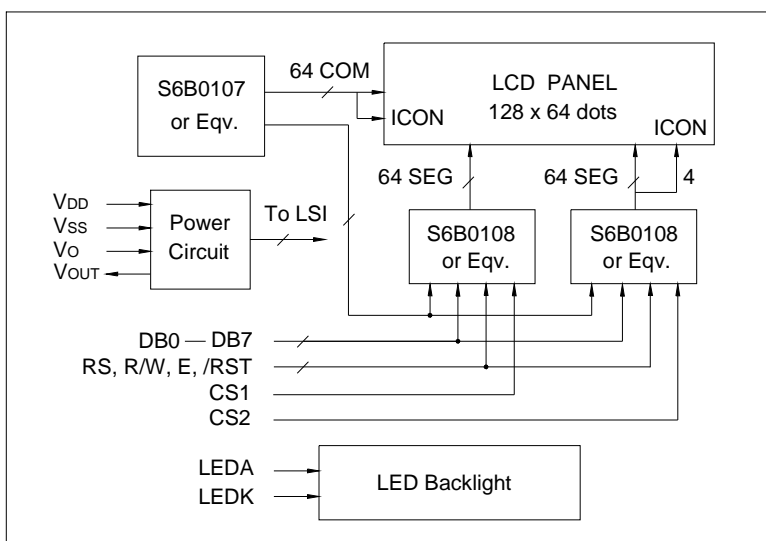 S6B0107
or Eqv.
64 COM
LCD PANEL
128 x 64 dots
ICON
ICON
64 SEG
64 SEG
4
VDD
VSS
VO
VOUT
Power
Circuit
To LSI
S6B0108
or Eqv.
S6B0108
or Eqv.
DB0 — DB7
RS, R/W, E, /RST
CS1
CS2
LEDA
LEDK
LED Backlight